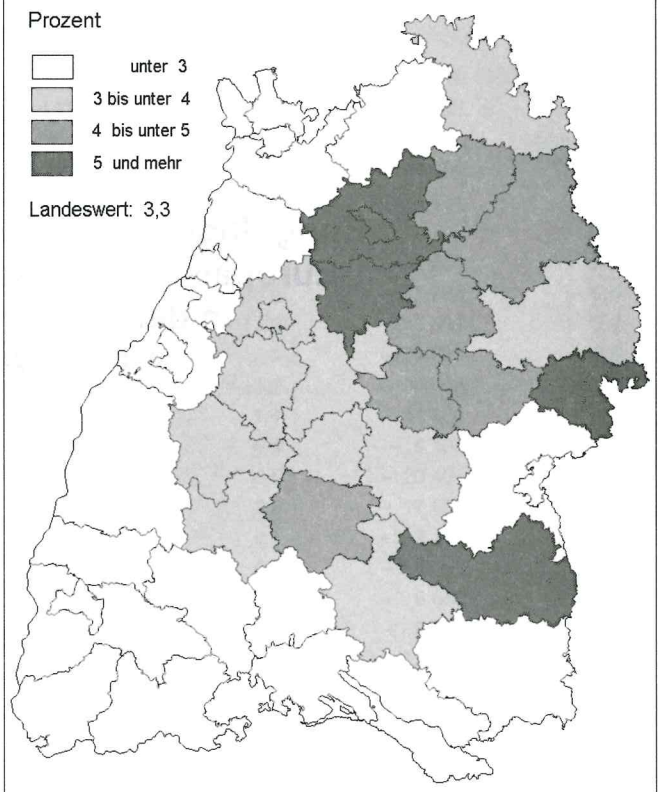 Prozent
unter 3
3 bis unter 4
4 bis unter 5
5 und mehr
Landeswert: 3,3